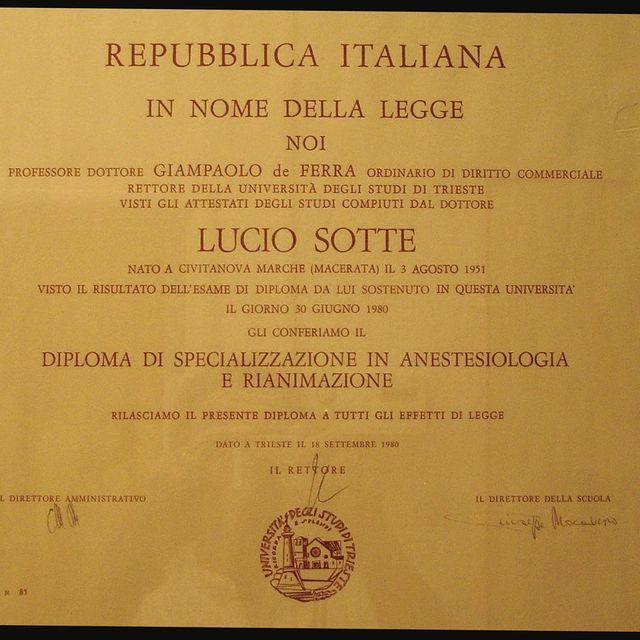 REPUBBLICA ITALIANA
IN NOME DELLA LEGGE
NOI
PROFESSORE DOTTORE GIAMPAOLO de FERRA ORDINARIO DI DIRITTO COMMERCIALE
RETTORE DELLA UNIVERSITÀ DEGLI STUDI DI TRIESTE
VISTI GLI ATTESTATI DEGLI STUDI COMPIUTI DAL DOTTORE
LUCIO SOTTE
NATO A CIVITANOVA MARCHE (MACERATA) IL 3 AGOSTO 1951
VISTO IL RISULTATO DELL'ESAME DI DIPLOMA DA LUI SOSTENUTO IN QUESTA UNIVERSITA'
IL GIORNO 30 GIUGNO 1980
GLI CONFERIAMO IL
DIPLOMA DI SPECIALIZZAZIONE IN ANESTESIOLOGIA
E RIANIMAZIONE
RILASCIAMO IL PRESENTE DIPLOMA A TUTTI GLI EFFETTI DI LEGGE
DATO A TRIESTE IL 18 SETTEMBRE 1980
IL RETTORE
L DIRETTORE AMMINISTRATIVO
IL DIRETTORE DELLA SCUOLA
UNIVERSITA' DEGLI STUDI DI TRIESTE
RICORDA E SPLENDI
N 85